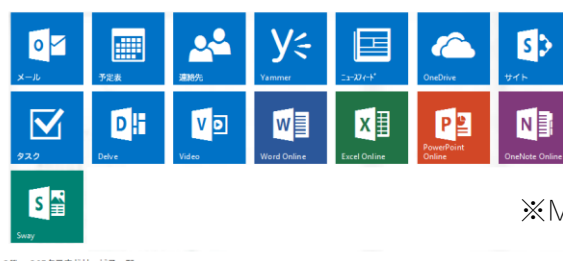 メール 予定表 連絡先 Yammer ニュースフィード OneDrive サイト
タスク Delve Video Word Online Excel Online PowerPoint Online OneNote Online
※M
Sway